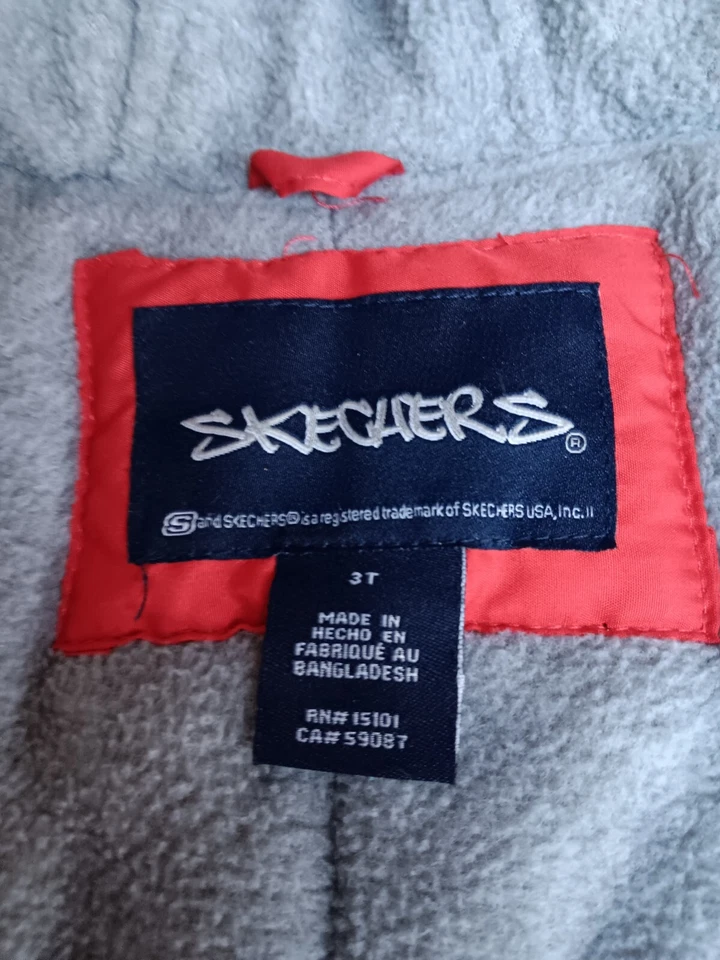 SKECHERS®
S and SKECHERS® is a registered trademark of SKECHERS USA, Inc. II
3T
MADE IN
HECHO EN
FABRIQUÉ AU
BANGLADESH
RN# 15101
CA# 59087